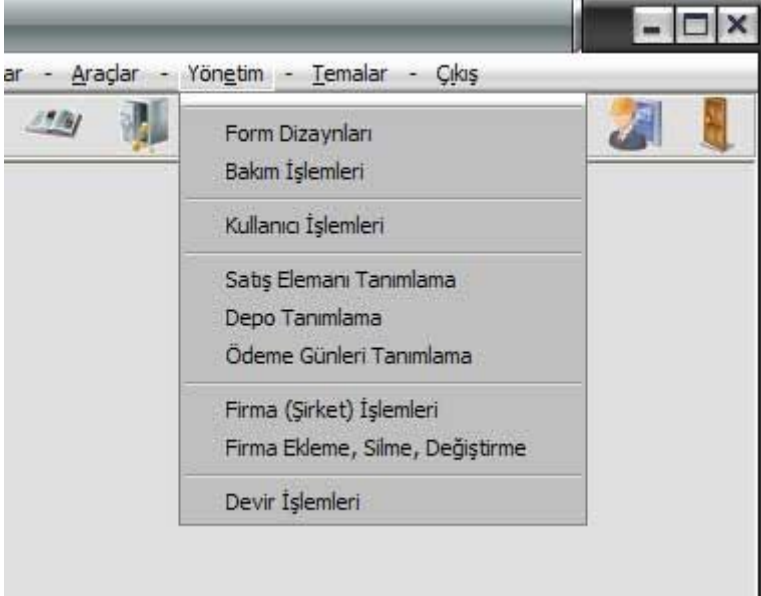 ar - Araçlar - Yönetim - Temalar - Çıkış
Form Dizaynları
Bakım İşlemleri
Kullanıcı İşlemleri
Satış Elemanı Tanımlama
Depo Tanımlama
Ödeme Günleri Tanımlama
Firma (Şirket) İşlemleri
Firma Ekleme, Silme, Değiştirme
Devir İşlemleri